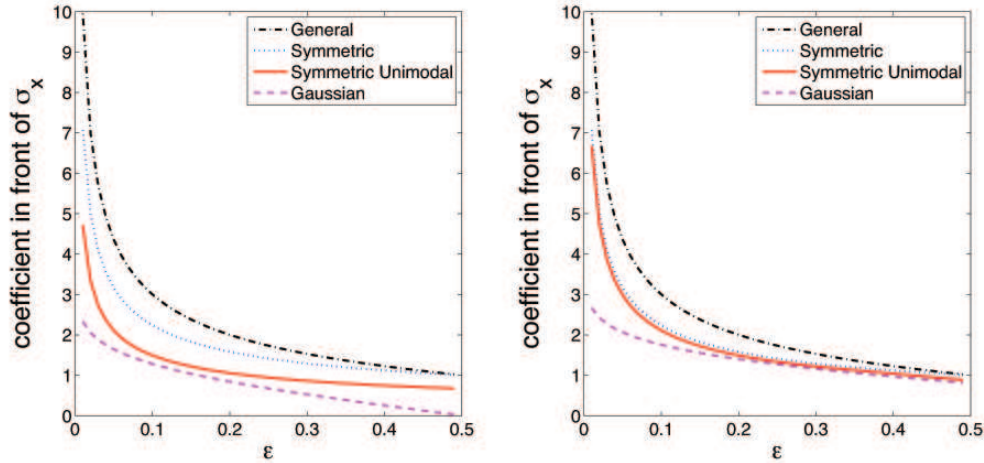 10
9
8
7
6
5
4
3
2
1
0
coefficient in front of σx
General
Symmetric
Symmetric Unimodal
Gaussian
0
0.1
0.2
0.3
0.4
0.5
ε
10
9
8
7
6
5
4
3
2
1
0
coefficient in front of σx
General
Symmetric
Symmetric Unimodal
Gaussian
0
0.1
0.2
0.3
0.4
0.5
ε